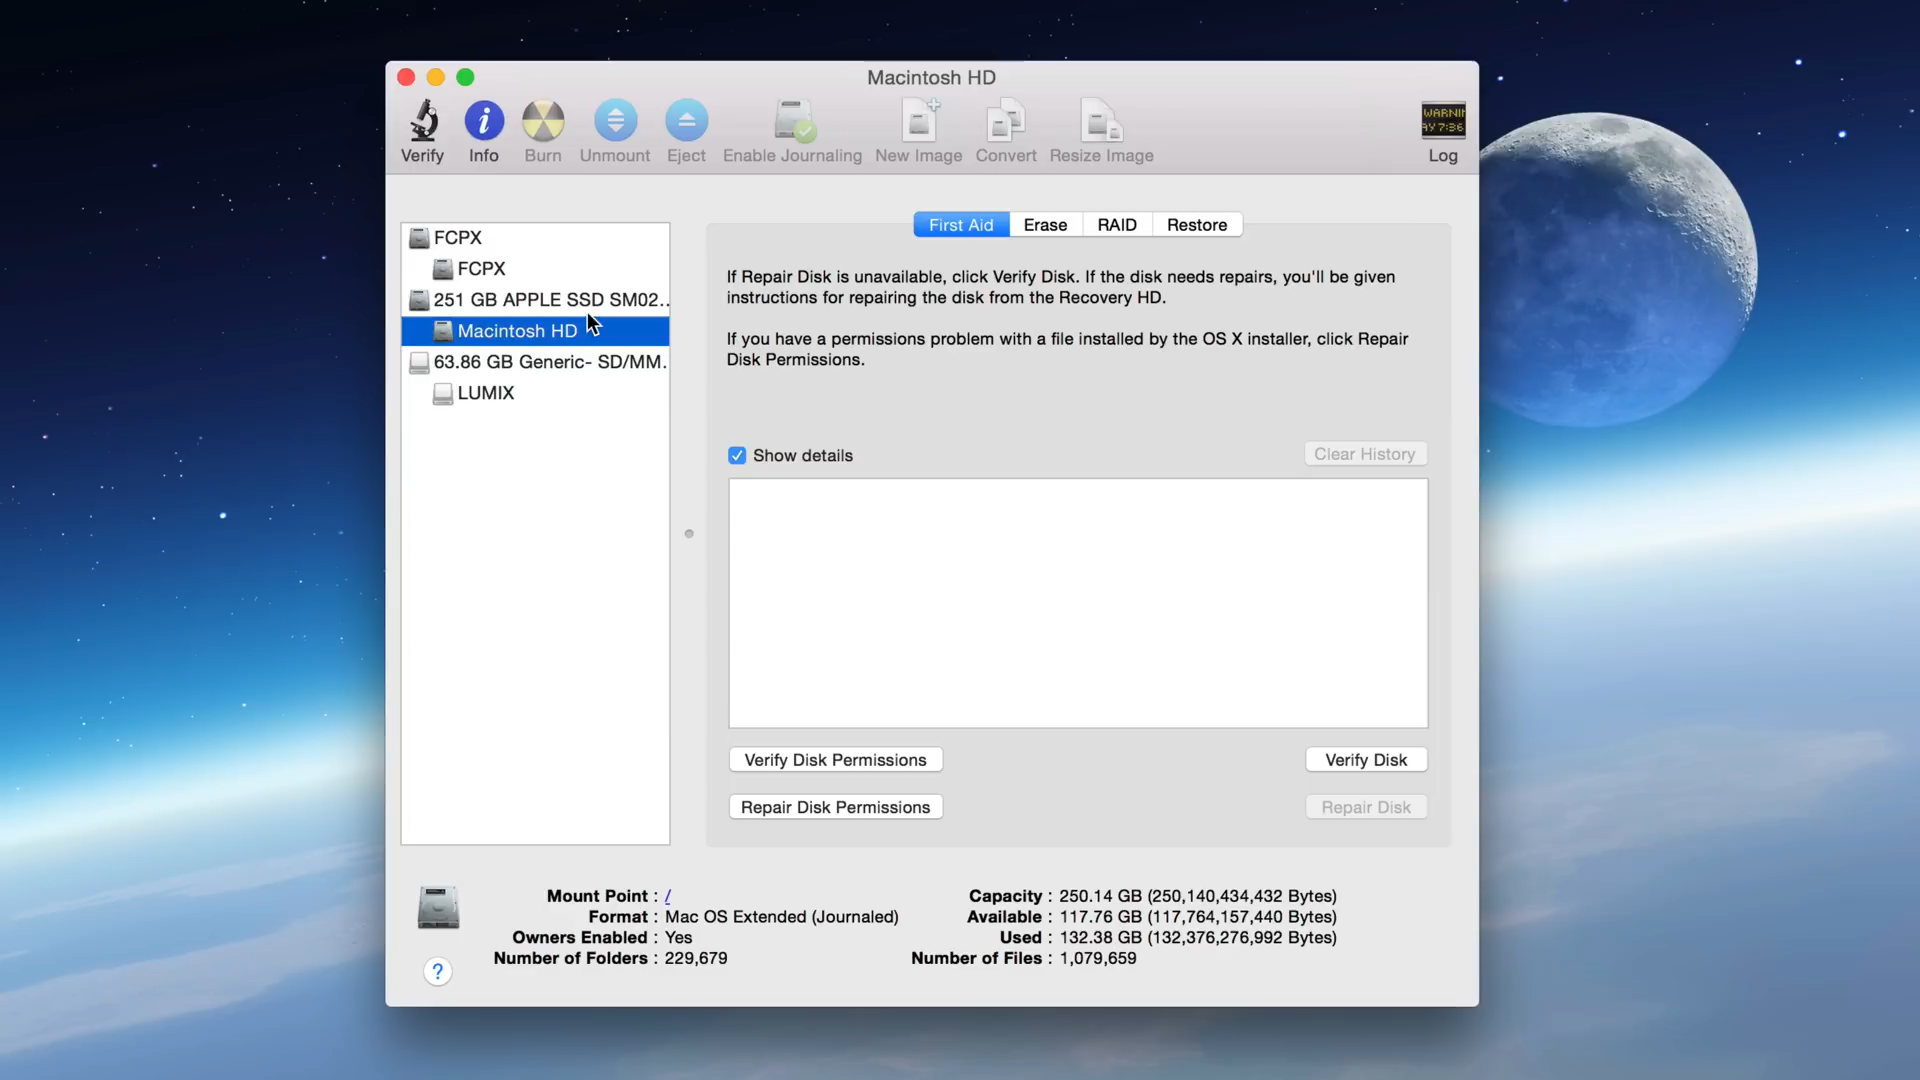 Macintosh HD
Verify
Info
Burn
Unmount
Eject
Enable Journaling
New Image
Convert
Resize Image
WARNIN
AY 7:36
Log
FCPX
FCPX
251 GB APPLE SSD SM02..
Macintosh HD
63.86 GB Generic- SD/MM.
LUMIX
First Aid
Erase
RAID
Restore
If Repair Disk is unavailable, click Verify Disk. If the disk needs repairs, you'll be given
instructions for repairing the disk from the Recovery HD.
If you have a permissions problem with a file installed by the OS X installer, click Repair
Disk Permissions.
Show details
Clear History
Verify Disk Permissions
Verify Disk
Repair Disk Permissions
Repair Disk
Mount Point : /
Format : Mac OS Extended (Journaled)
Owners Enabled : Yes
Number of Folders : 229,679
Capacity : 250.14 GB (250,140,434,432 Bytes)
Available : 117.76 GB (117,764,157,440 Bytes)
Used : 132.38 GB (132,376,276,992 Bytes)
Number of Files : 1,079,659
?